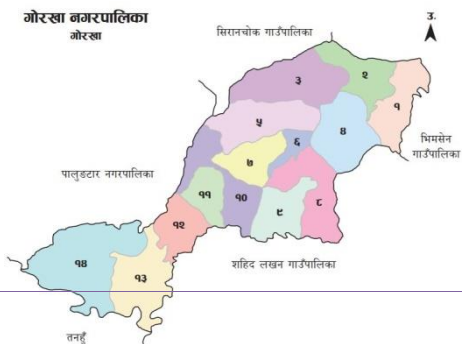 गोरखा नगरपालिका
गोरखा
उ.
सिरानचोक गाउँपालिका
२
३
१
५
४
६
भिमसेन
गाउँपालिका
७
पालुङटार नगरपालिका
११
१०
९
८
१२
शहिद लखन गाउँपालिका
१४
१३
तनहुँ